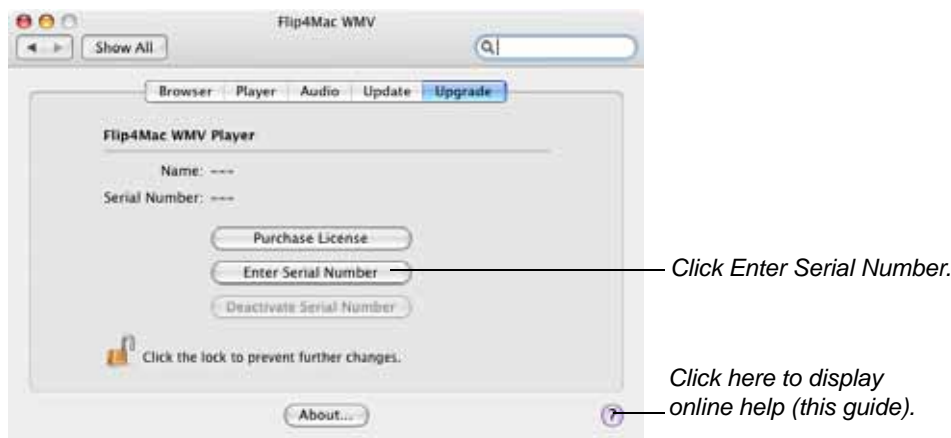 Flip4Mac WMV
Show All
Browser Player Audio Update Upgrade
Flip4Mac WMV Player
Name: ---
Serial Number: ---
Purchase License
Enter Serial Number
Click Enter Serial Number.
Deactivate Serial Number
Click the lock to prevent further changes.
Click here to display
online help (this guide).
About...
?